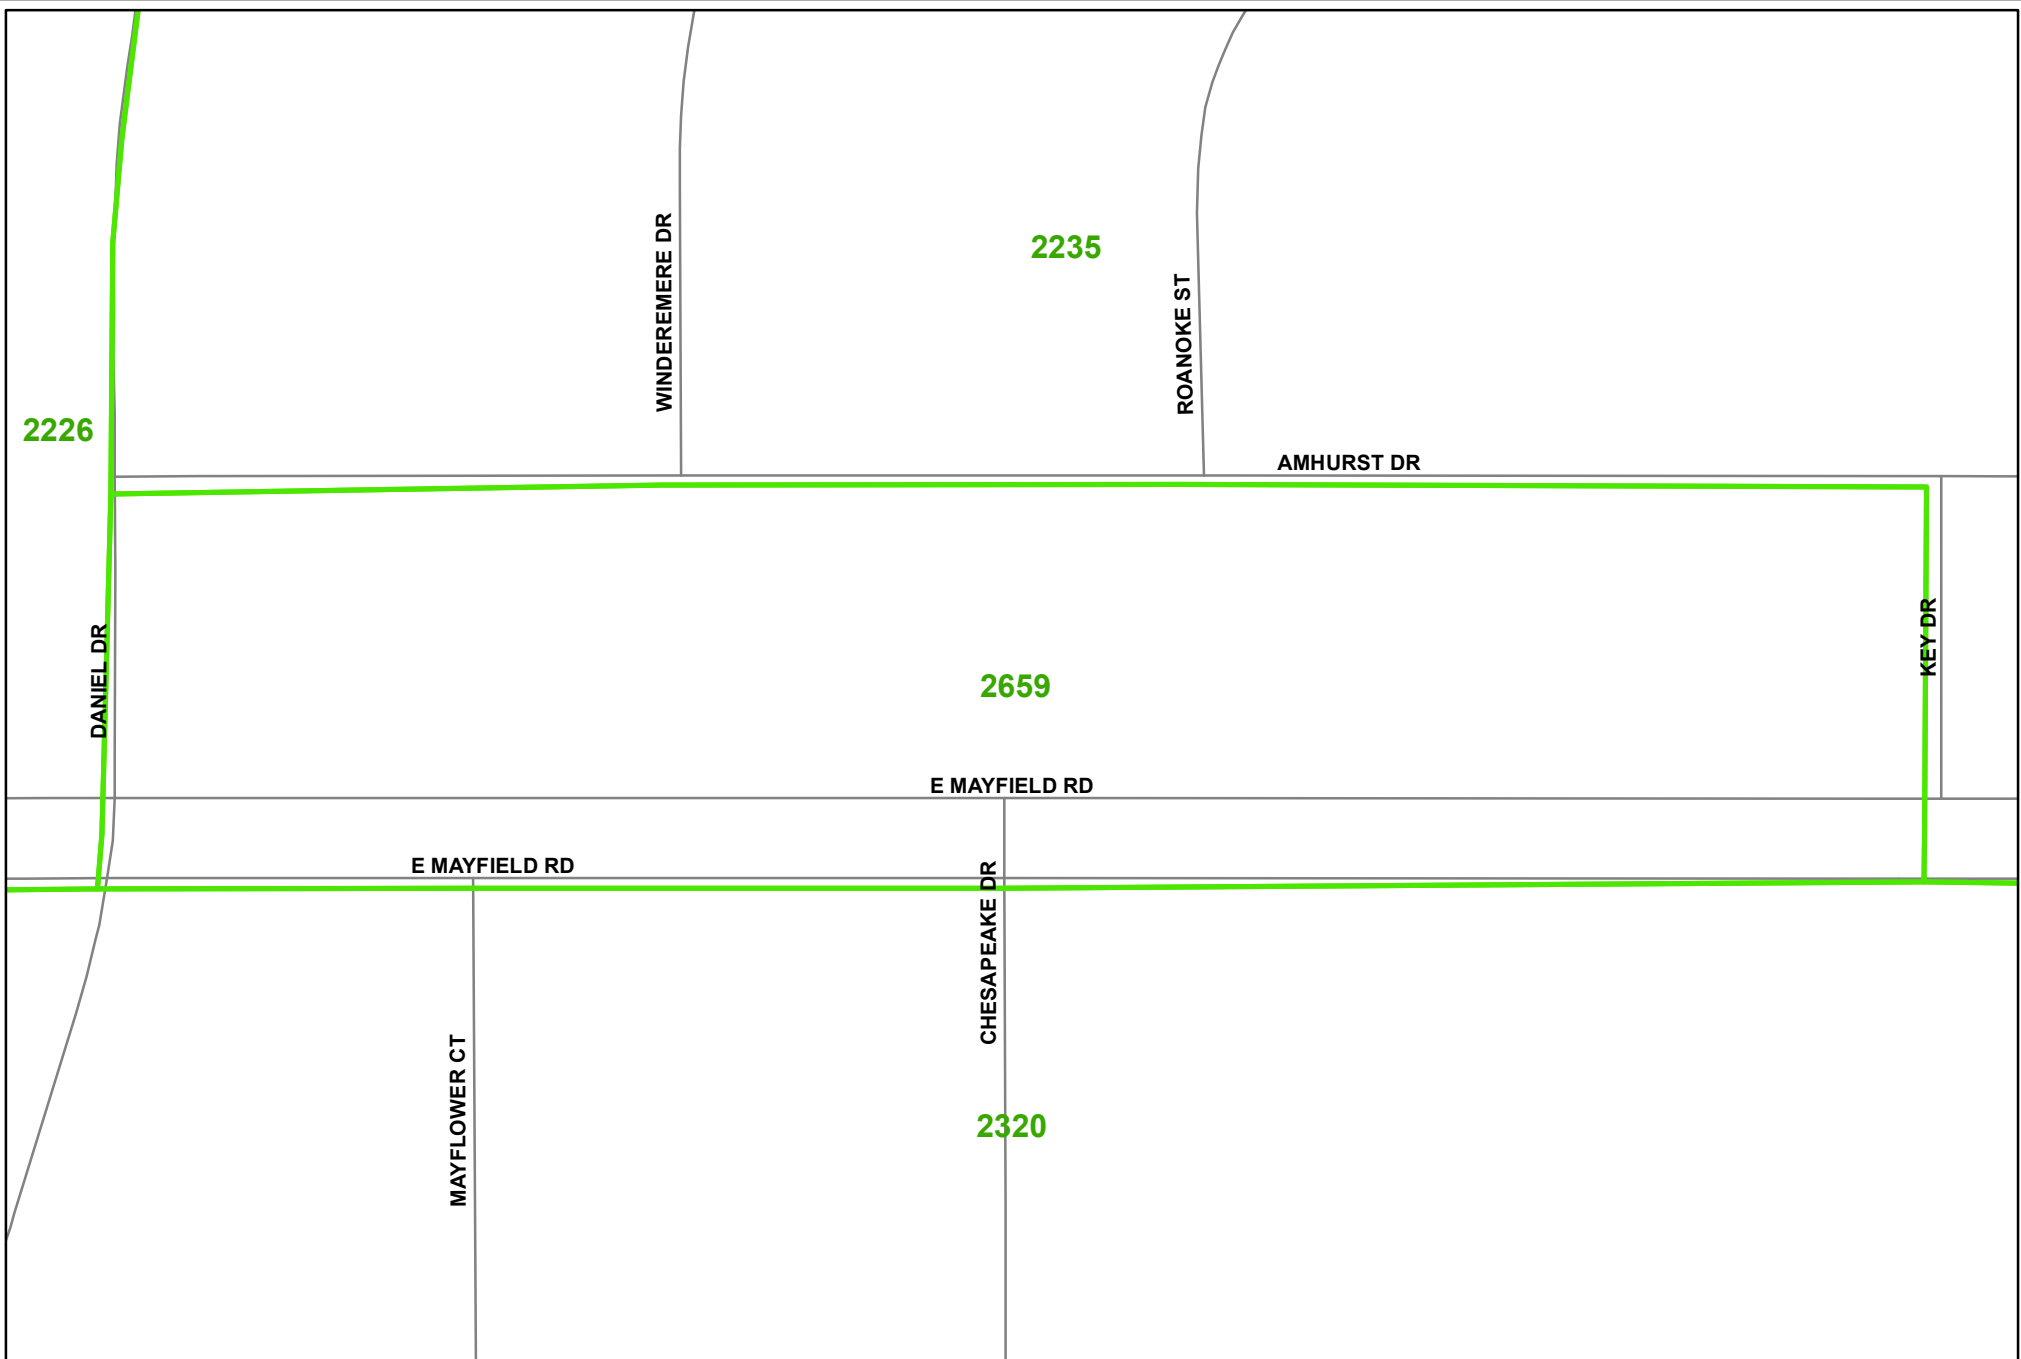 WINDEREMERE DR
2235
ROANOKE ST
2226
AMHURST DR
DANIEL DR
KEY DR
2659
E MAYFIELD RD
E MAYFIELD RD
CHESAPEAKE DR
MAYFLOWER CT
2320